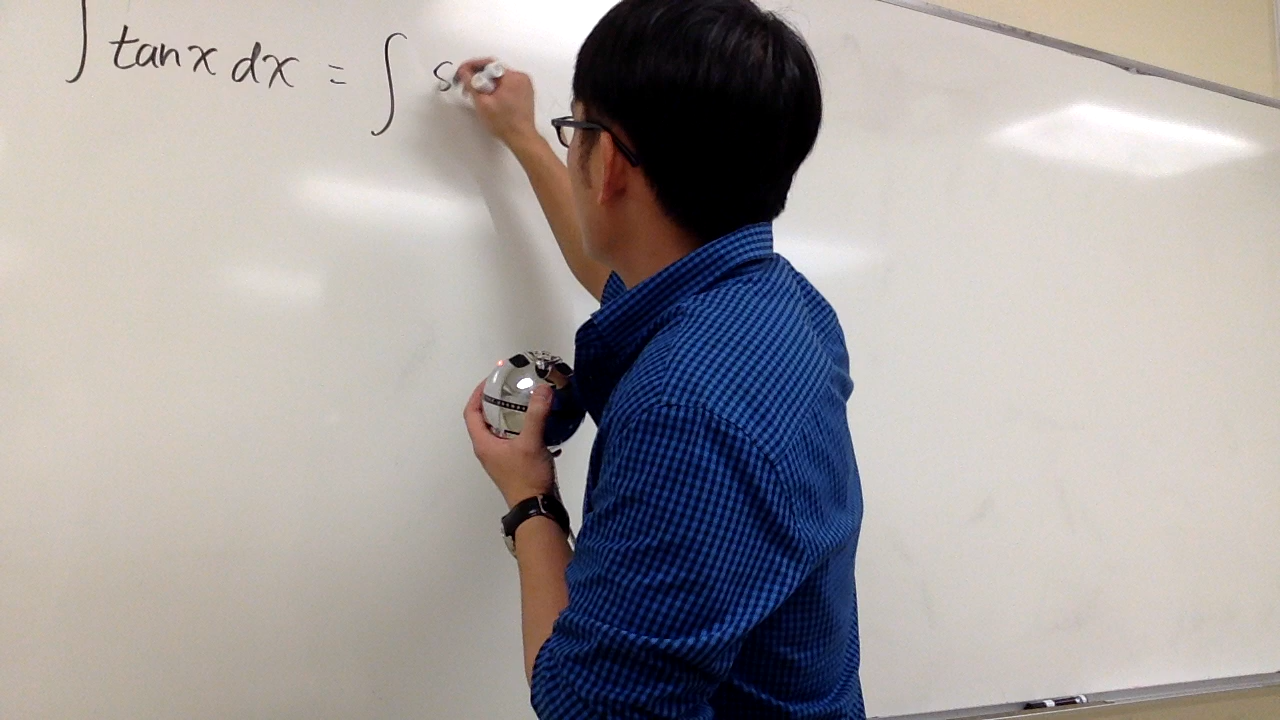 ∫ tan x dx = ∫ s